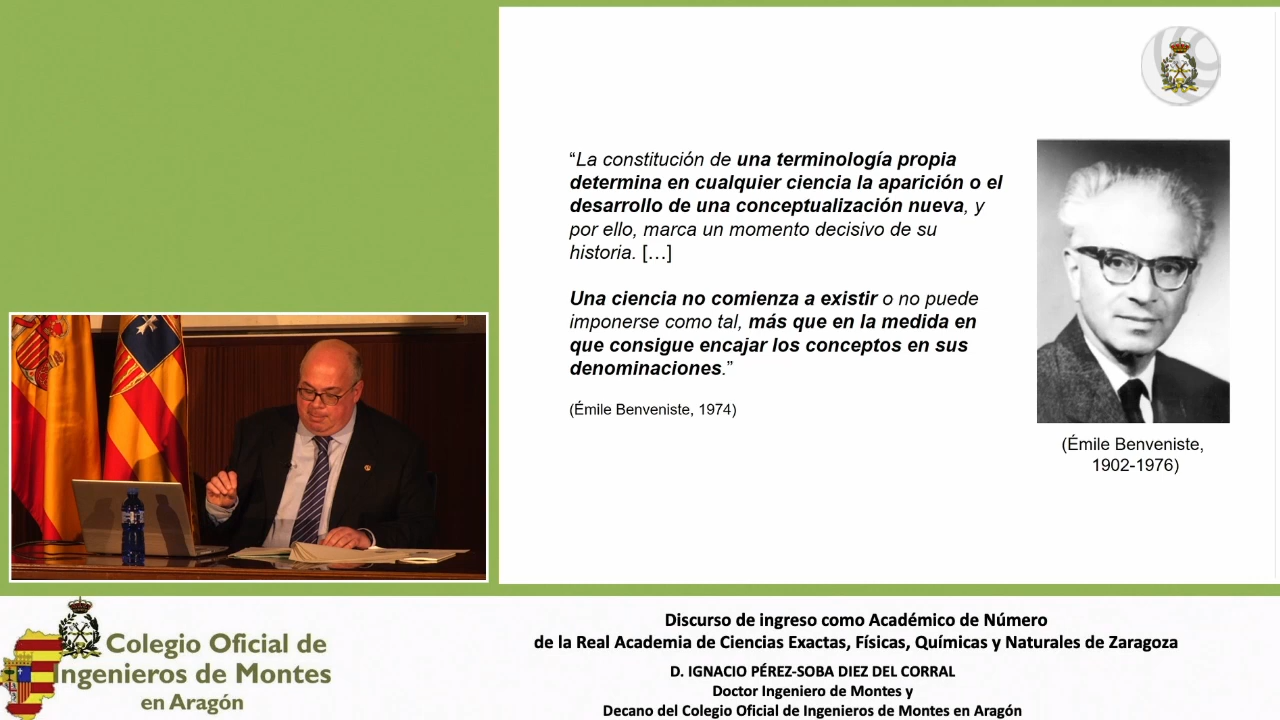 “La constitución de una terminología propia
determina en cualquier ciencia la aparición o el
desarrollo de una conceptualización nueva, y
por ello, marca un momento decisivo de su
historia. […]
Una ciencia no comienza a existir o no puede
imponerse como tal, más que en la medida en
que consigue encajar los conceptos en sus
denominaciones.”
(Émile Benveniste, 1974)
(Émile Benveniste,
1902-1976)
Colegio Oficial de
Ingenieros de Montes
en Aragón
Discurso de ingreso como Académico de Número
de la Real Academia de Ciencias Exactas, Físicas, Químicas y Naturales de Zaragoza
D. IGNACIO PÉREZ-SOBA DIEZ DEL CORRAL
Doctor Ingeniero de Montes y
Decano del Colegio Oficial de Ingenieros de Montes en Aragón